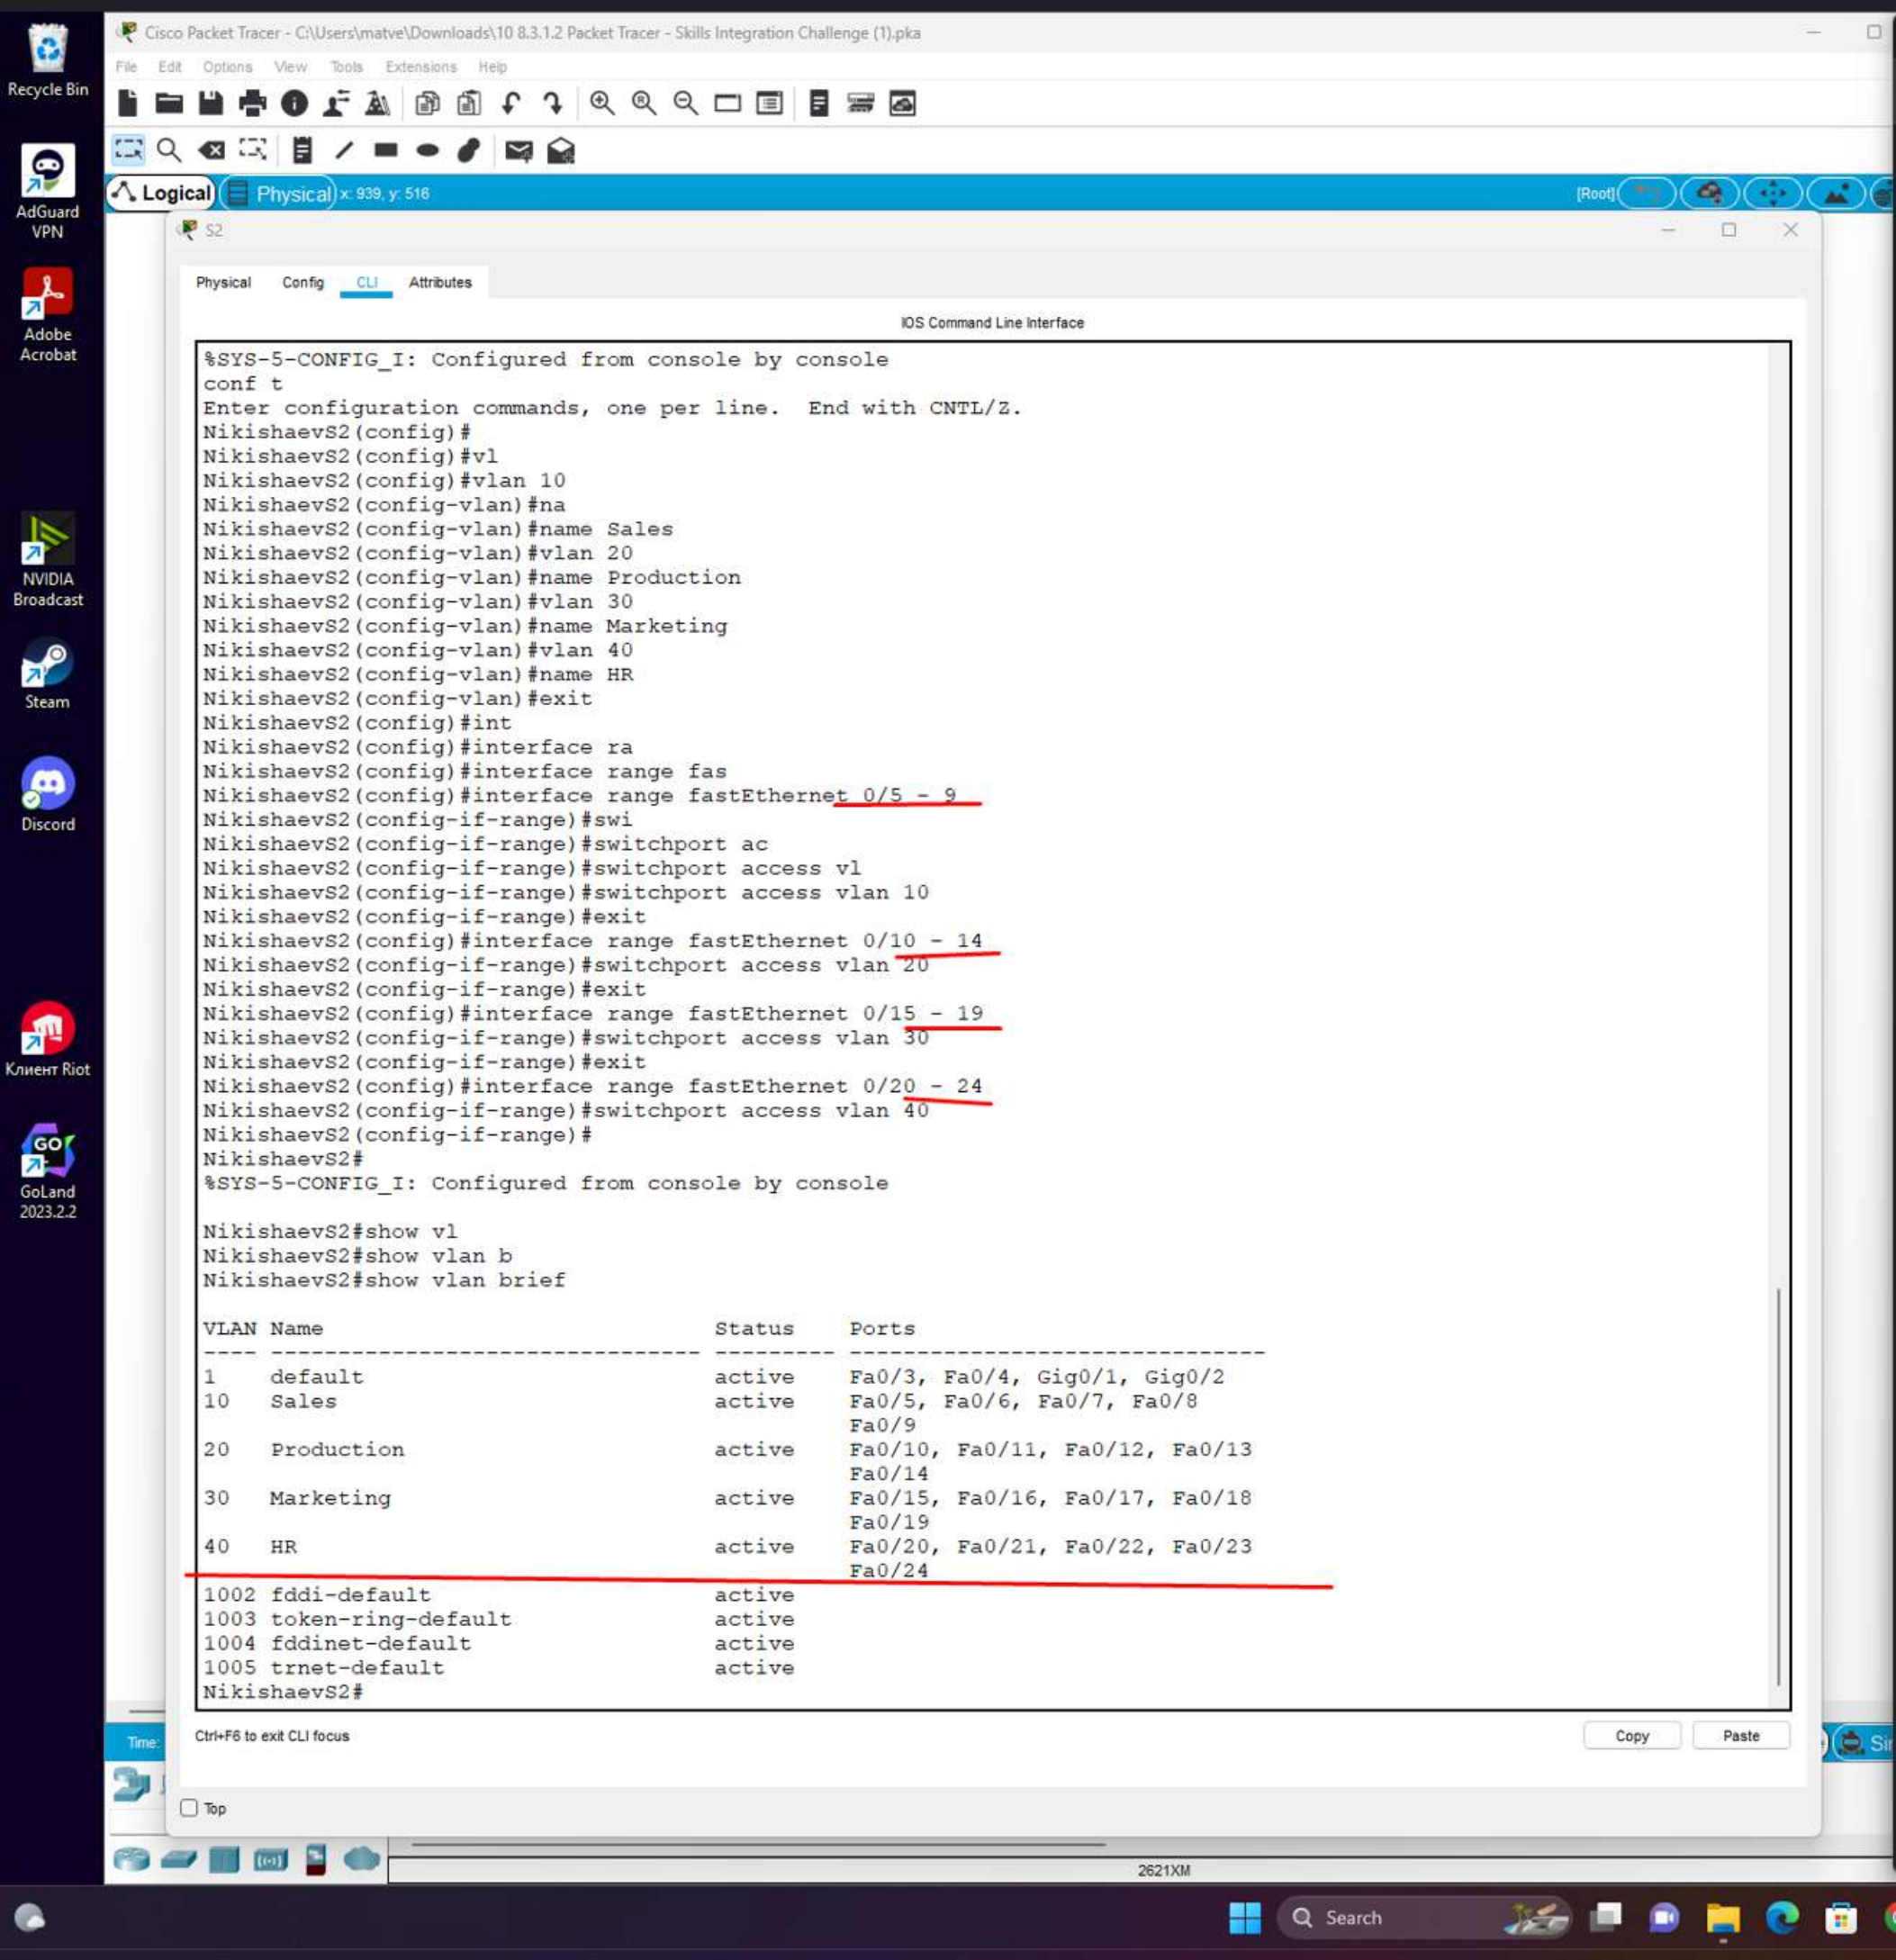 Cisco Packet Tracer - C:\Users\matve\Downloads\10 8.3.1.2 Packet Tracer - Skills Integration Challenge (1).pka
File Edit Options View Tools Extensions Help
Recycle Bin
AdGuard
VPN
Adobe
Acrobat
NVIDIA
Broadcast
Steam
Discord
Клиент Riot
GO
GoLand
2023.2.2
Logical Physical x: 939, y: 516 [Root]
S2
Physical Config CLI Attributes
IOS Command Line Interface
%SYS-5-CONFIG_I: Configured from console by console
conf t
Enter configuration commands, one per line.  End with CNTL/Z.
NikishaevS2(config)#
NikishaevS2(config)#vl
NikishaevS2(config)#vlan 10
NikishaevS2(config-vlan)#na
NikishaevS2(config-vlan)#name Sales
NikishaevS2(config-vlan)#vlan 20
NikishaevS2(config-vlan)#name Production
NikishaevS2(config-vlan)#vlan 30
NikishaevS2(config-vlan)#name Marketing
NikishaevS2(config-vlan)#vlan 40
NikishaevS2(config-vlan)#name HR
NikishaevS2(config-vlan)#exit
NikishaevS2(config)#int
NikishaevS2(config)#interface ra
NikishaevS2(config)#interface range fas
NikishaevS2(config)#interface range fastEthernet 0/5 - 9
NikishaevS2(config-if-range)#swi
NikishaevS2(config-if-range)#switchport ac
NikishaevS2(config-if-range)#switchport access vl
NikishaevS2(config-if-range)#switchport access vlan 10
NikishaevS2(config-if-range)#exit
NikishaevS2(config)#interface range fastEthernet 0/10 - 14
NikishaevS2(config-if-range)#switchport access vlan 20
NikishaevS2(config-if-range)#exit
NikishaevS2(config)#interface range fastEthernet 0/15 - 19
NikishaevS2(config-if-range)#switchport access vlan 30
NikishaevS2(config-if-range)#exit
NikishaevS2(config)#interface range fastEthernet 0/20 - 24
NikishaevS2(config-if-range)#switchport access vlan 40
NikishaevS2(config-if-range)#
NikishaevS2#
%SYS-5-CONFIG_I: Configured from console by console
NikishaevS2#show vl
NikishaevS2#show vlan b
NikishaevS2#show vlan brief
VLAN Name Status Ports
---- -------------------------------- --------- -------------------------------
1 default active Fa0/3, Fa0/4, Gig0/1, Gig0/2
10 Sales active Fa0/5, Fa0/6, Fa0/7, Fa0/8
Fa0/9
20 Production active Fa0/10, Fa0/11, Fa0/12, Fa0/13
Fa0/14
30 Marketing active Fa0/15, Fa0/16, Fa0/17, Fa0/18
Fa0/19
40 HR active Fa0/20, Fa0/21, Fa0/22, Fa0/23
Fa0/24
1002 fddi-default active
1003 token-ring-default active
1004 fddinet-default active
1005 trnet-default active
NikishaevS2#
Ctrl+F6 to exit CLI focus Copy Paste
Time:
Top
2621XM
Search